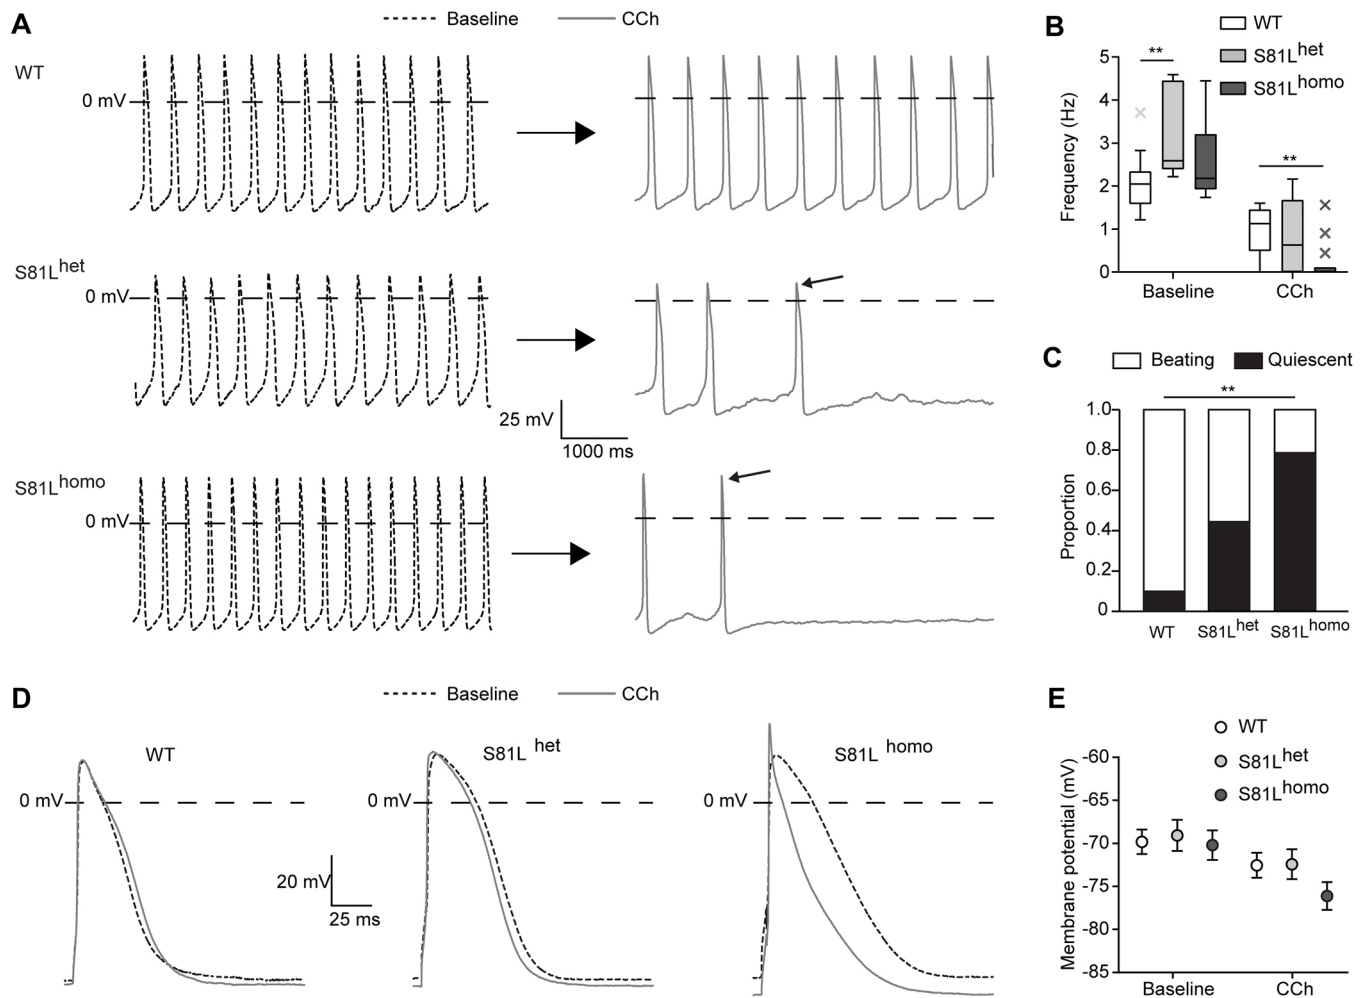 A
Baseline
CCh
WT
0 mV
S81Lhet
0 mV
25 mV
1000 ms
S81Lhomo
0 mV
B
WT
S81Lhet
S81Lhomo
**
**
Frequency (Hz)
5
4
3
2
1
0
Baseline
CCh
C
Beating
Quiescent
**
Proportion
1.0
0.8
0.6
0.4
0.2
0
WT
S81Lhet
S81Lhomo
D
Baseline
CCh
WT
0 mV
20 mV
25 ms
S81L het
0 mV
S81L homo
0 mV
E
WT
S81Lhet
S81Lhomo
Membrane potential (mV)
-60
-65
-70
-75
-80
-85
Baseline
CCh